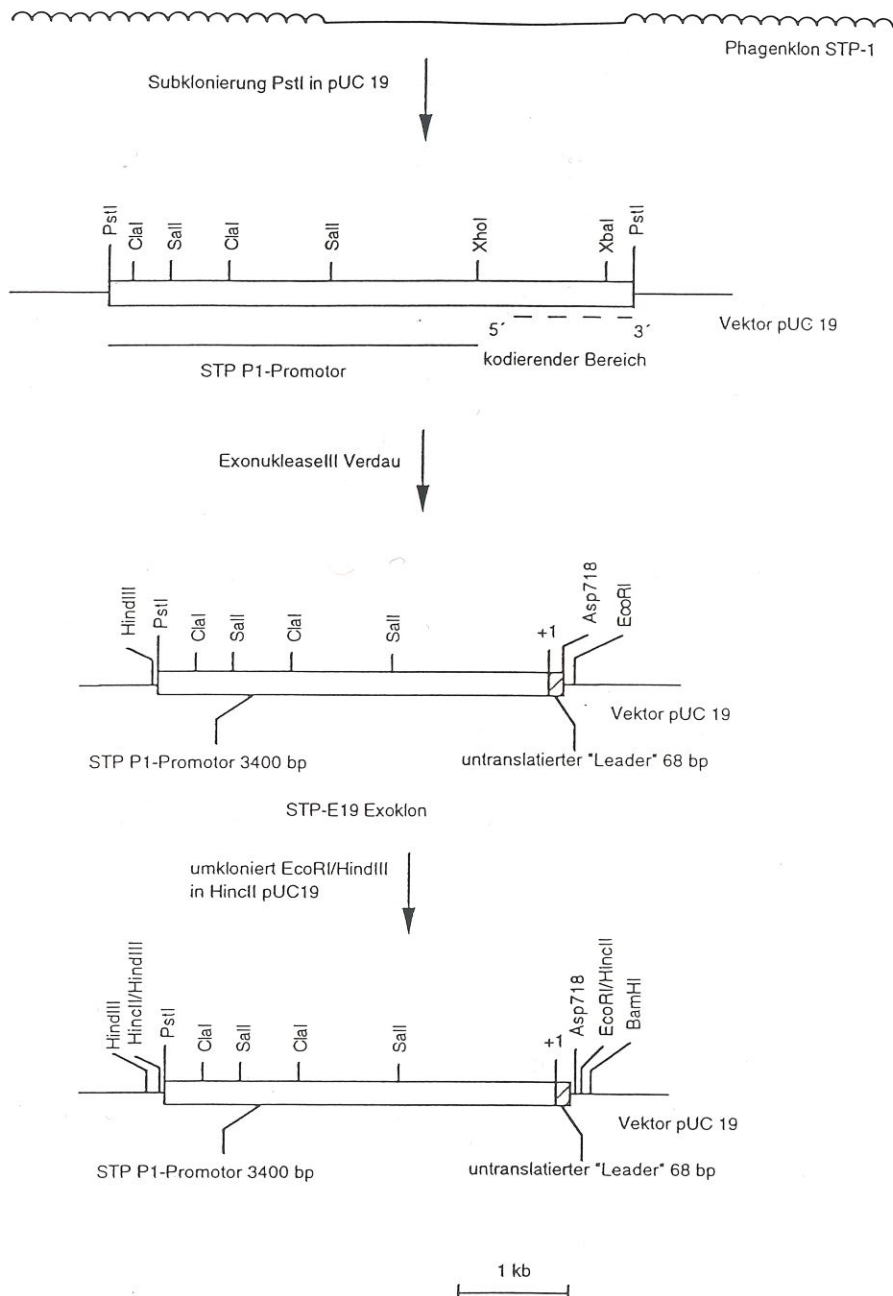 Phagenklon STP-1
Subklonierung PstI in pUC 19
PstI
ClaI
SalI
ClaI
SalI
XhoI
XbaI
PstI
5´
3´
Vektor pUC 19
kodierender Bereich
STP P1-Promotor
ExonukleaseIII Verdau
HindIII
PstI
ClaI
SalI
ClaI
SalI
+1
Asp718
EcoRI
Vektor pUC 19
STP P1-Promotor 3400 bp
untranslatierter "Leader" 68 bp
STP-E19 Exoklon
umkloniert EcoRI/HindIII
in HincII pUC19
HindIII
HincII/HindIII
PstI
ClaI
SalI
ClaI
SalI
+1
Asp718
EcoRI/HincII
BamHI
Vektor pUC 19
STP P1-Promotor 3400 bp
untranslatierter "Leader" 68 bp
1 kb